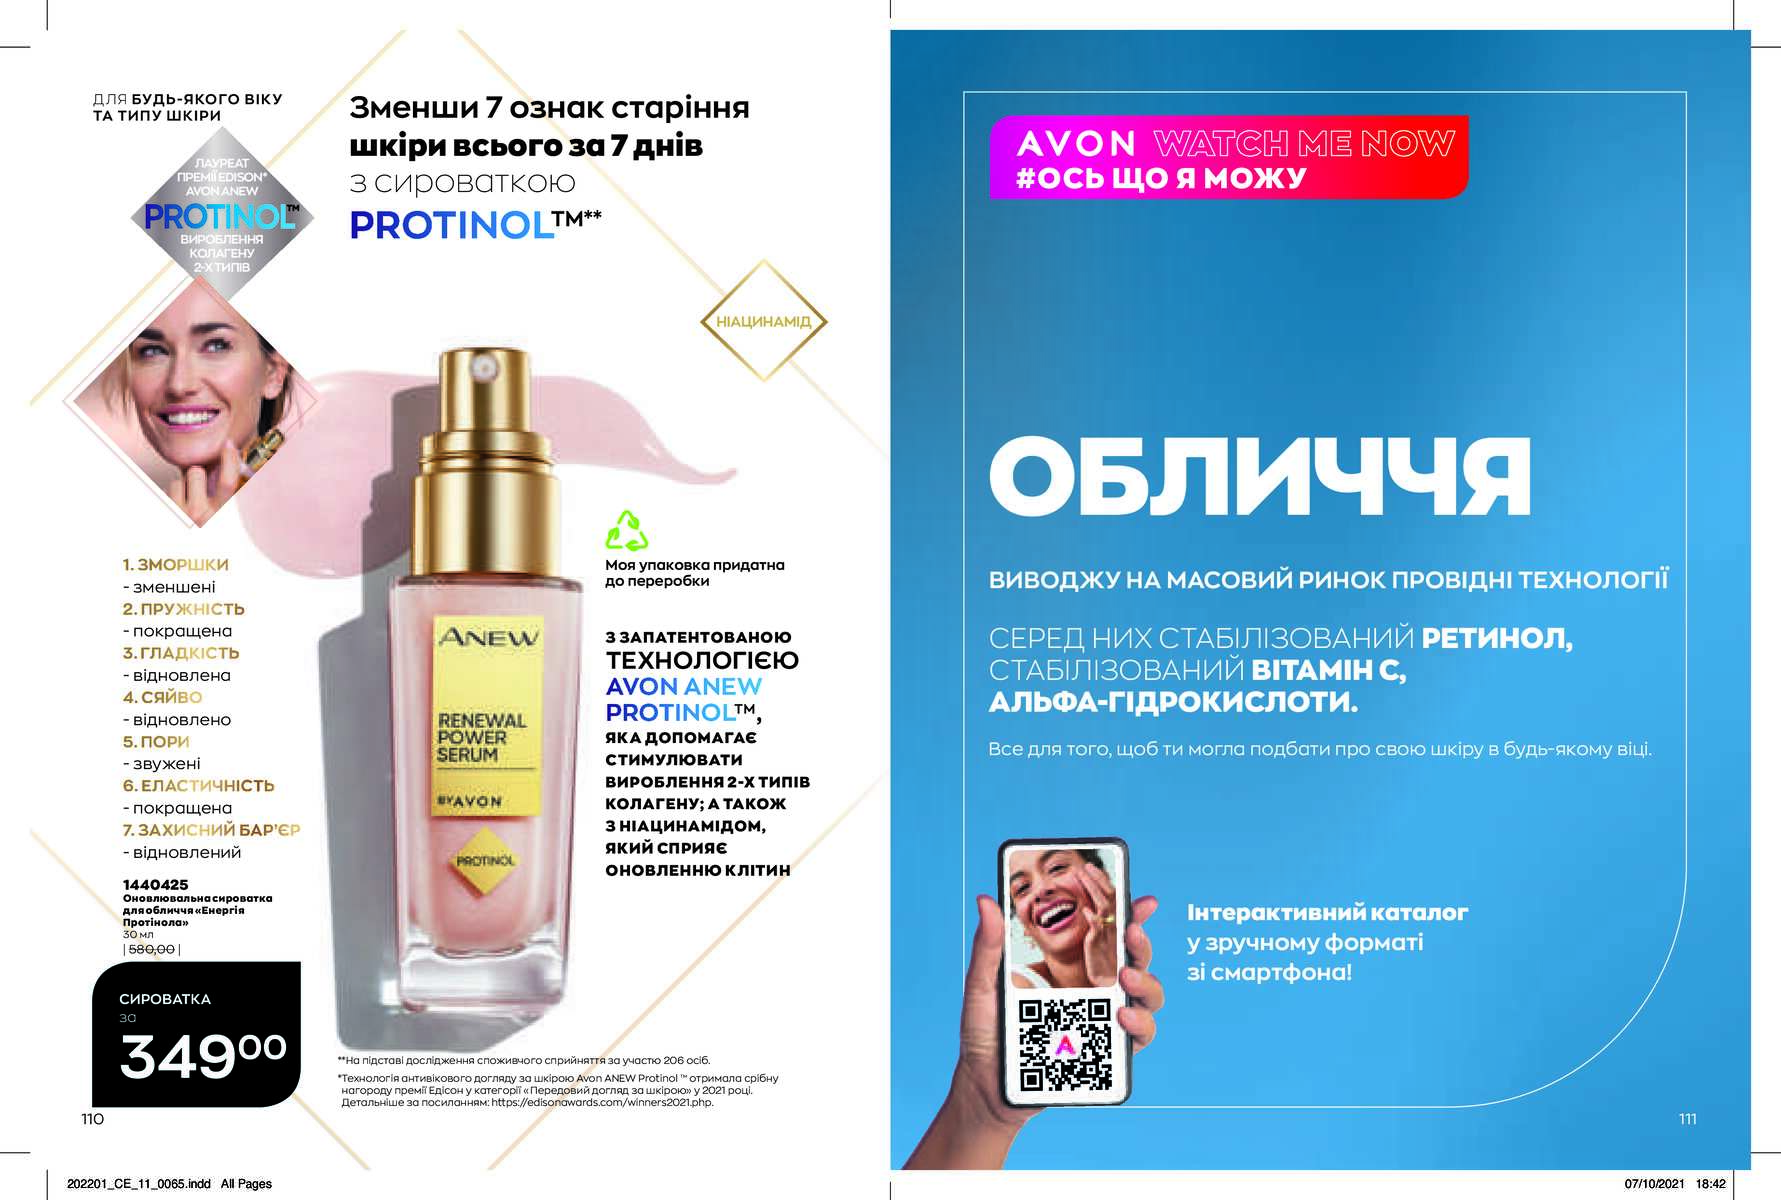 ДЛЯ БУДЬ-ЯКОГО ВІКУ
ТА ТИПУ ШКІРИ
ЛАУРЕАТ
ПРЕМІЇ EDISON*
AVON ANEW
PROTINOL™
ВИРОБЛЕННЯ
КОЛАГЕНУ
2-Х ТИПІВ
Зменши 7 ознак старіння
шкіри всього за 7 днів
з сироваткою
PROTINOL™**
НІАЦИНАМІД
1. ЗМОРШКИ
- зменшені
2. ПРУЖНІСТЬ
- покращена
3. ГЛАДКІСТЬ
- відновлена
4. СЯЙВО
- відновлено
5. ПОРИ
- звужені
6. ЕЛАСТИЧНІСТЬ
- покращена
7. ЗАХИСНИЙ БАР'ЄР
- відновлений
1440425
Оновлювальна сироватка
для обличчя «Енергія
Протінола»
30 мл
| 580,00 |
СИРОВАТКА
за
349⁰⁰
ANEW
RENEWAL
POWER
SERUM
BY AVON
PROTINOL
Моя упаковка придатна
до переробки
З ЗАПАТЕНТОВАНОЮ
ТЕХНОЛОГІЄЮ
AVON ANEW
PROTINOL™,
ЯКА ДОПОМАГАЄ
СТИМУЛЮВАТИ
ВИРОБЛЕННЯ 2-Х ТИПІВ
КОЛАГЕНУ; А ТАКОЖ
З НІАЦИНАМІДОМ,
ЯКИЙ СПРИЯЄ
ОНОВЛЕННЮ КЛІТИН
**На підставі дослідження споживчого сприйняття за участю 206 осіб.
*Технологія антивікового догляду за шкірою Avon ANEW Protinol ™ отримала срібну
нагороду премії Едісон у категорії «Передовий догляд за шкірою» у 2021 році.
Детальніше за посиланням: https://edisonawards.com/winners2021.php.
110
AVON WATCH ME NOW
#ОСЬ ЩО Я МОЖУ
ОБЛИЧЧЯ
ВИВОДЖУ НА МАСОВИЙ РИНОК ПРОВІДНІ ТЕХНОЛОГІЇ
СЕРЕД НИХ СТАБІЛІЗОВАНИЙ РЕТИНОЛ,
СТАБІЛІЗОВАНИЙ ВІТАМІН С,
АЛЬФА-ГІДРОКИСЛОТИ.
Все для того, щоб ти могла подбати про свою шкіру в будь-якому віці.
Інтерактивний каталог
у зручному форматі
зі смартфона!
A
111
202201_CE_11_0065.indd All Pages
07/10/2021 18:42